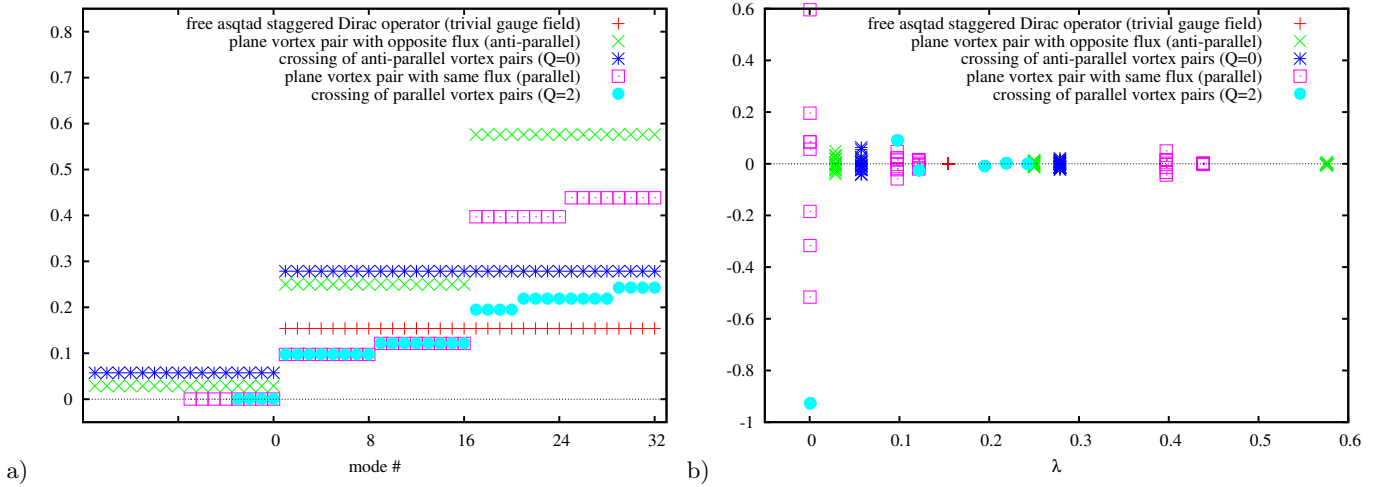 free asqtad staggered Dirac operator (trivial gauge field)
plane vortex pair with opposite flux (anti-parallel)
crossing of anti-parallel vortex pairs (Q=0)
plane vortex pair with same flux (parallel)
crossing of parallel vortex pairs (Q=2)
0.8
0.7
0.6
0.5
0.4
0.3
0.2
0.1
0
0 8 16 24 32
mode #
a)
free asqtad staggered Dirac operator (trivial gauge field)
plane vortex pair with opposite flux (anti-parallel)
crossing of anti-parallel vortex pairs (Q=0)
plane vortex pair with same flux (parallel)
crossing of parallel vortex pairs (Q=2)
0.6
0.4
0.2
0
-0.2
-0.4
-0.6
-0.8
-1
0 0.1 0.2 0.3 0.4 0.5 0.6
λ
b)